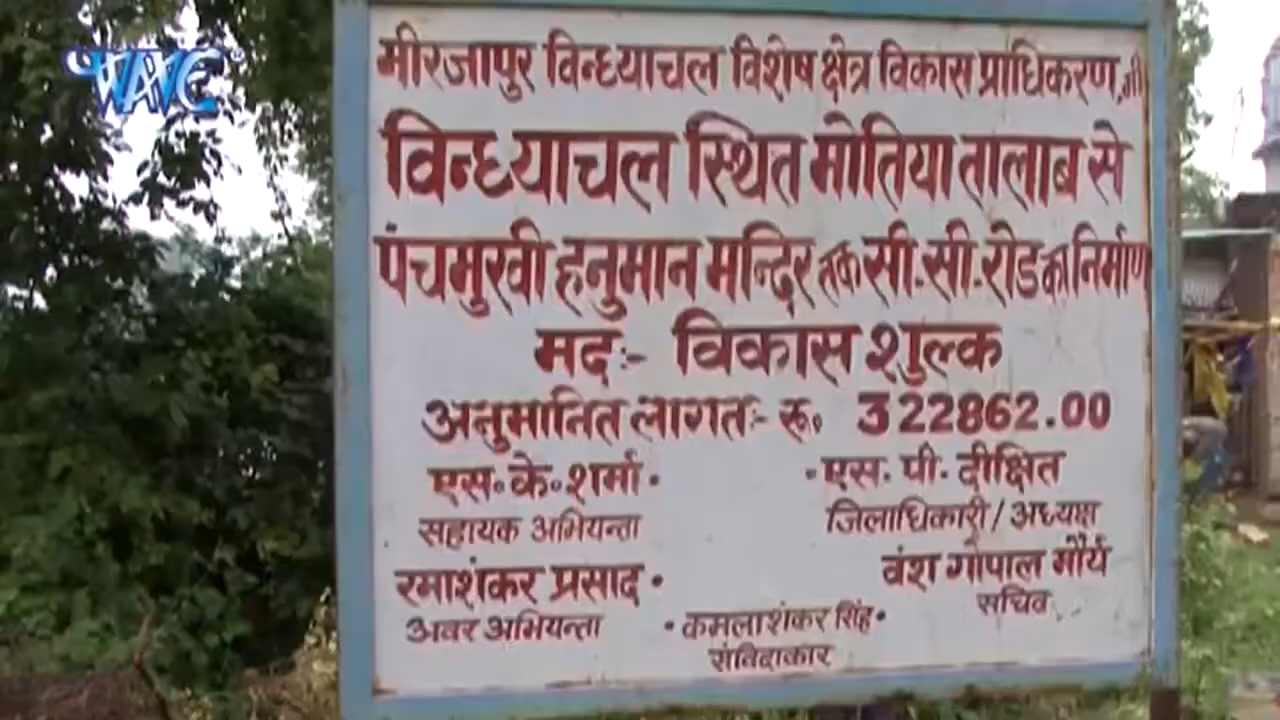 WAVE
मीरजापुर विन्ध्याचल विशेष क्षेत्र विकास प्राधिकरण,मी
विन्ध्याचल स्थित मोतिया तालाब से
पंचमुखी हनुमान मन्दिर तक सी.सी.रोड का निर्माण
मदः- विकास शुल्क
अनुमानित लागतः- रू. 322862.00
एस.के.शर्मा. .एस. पी. दीक्षित
सहायक अभियन्ता जिलाधिकारी/अध्यक्ष
रमाशंकर प्रसाद. वंश गोपाल मौर्य
अवर अभियन्ता .कमलाशंकर सिंह. सचिव
संविदाकार